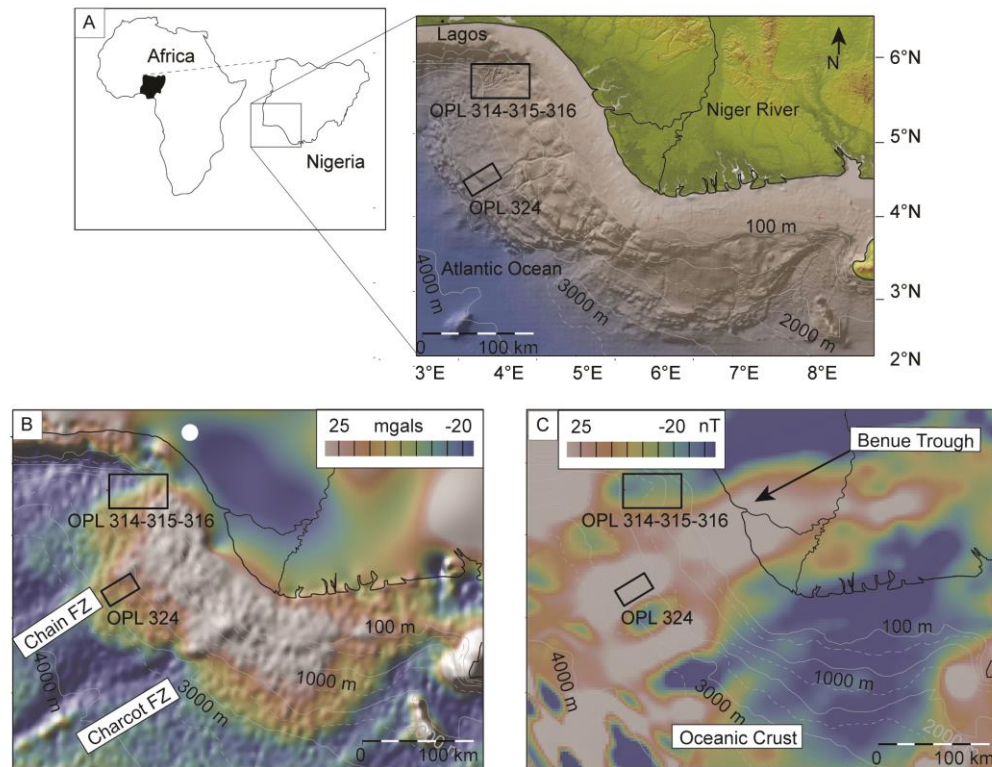 A
Africa
Nigeria
Lagos
N
6°N
OPL 314-315-316
Niger River
5°N
OPL 324
4°N
100 m
Atlantic Ocean
4000 m
3000 m
3°N
2000 m
0 100 km
2°N
3°E 4°E 5°E 6°E 7°E 8°E
B
25 mgals -20
OPL 314-315-316
OPL 324
Chain FZ
100 m
4000 m
1000 m
3000 m
Charcot FZ
0 100 km
C
25 -20 nT
Benue Trough
OPL 314-315-316
OPL 324
100 m
4000 m
1000 m
3000 m
2000 m
Oceanic Crust
0 100 km